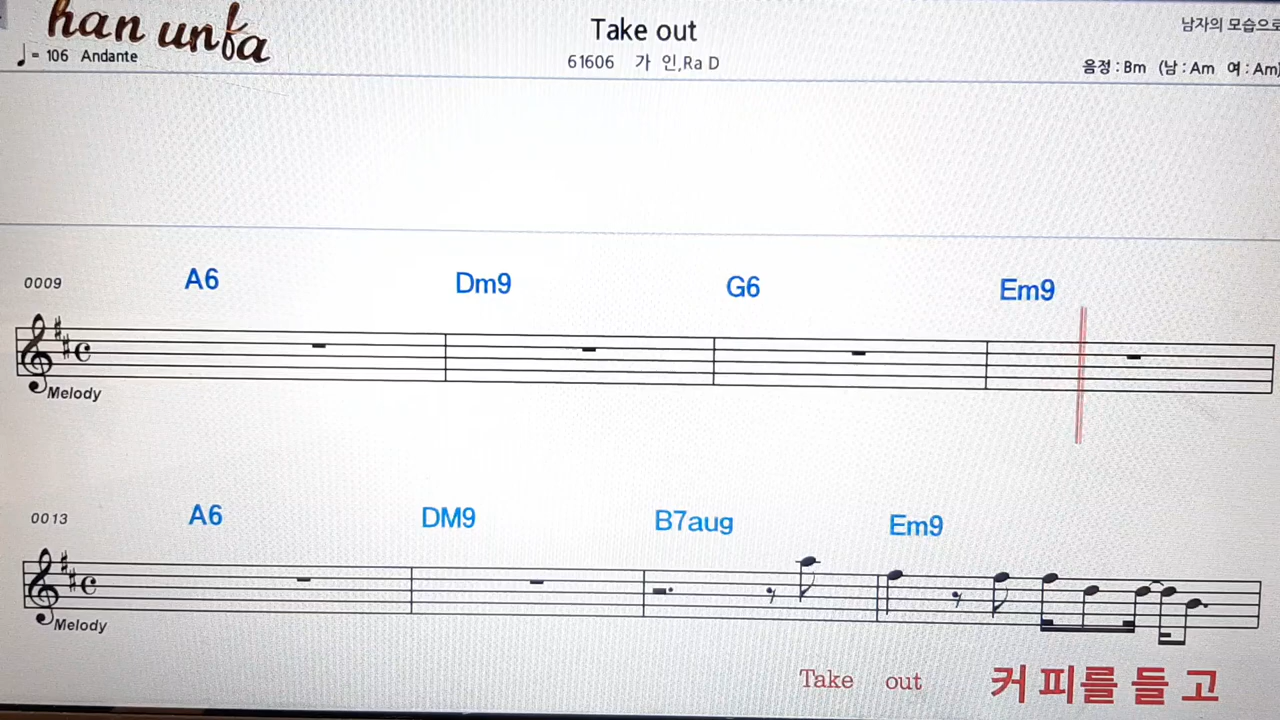 han unfa
Take out
남자의 모습으로
♩= 106 Andante
61606 가 인,Ra D
음정 : Bm (남 : Am 여 : Am)
0009 A6 Dm9 G6 Em9
Melody
0013 A6 DM9 B7aug Em9
Melody
Take out 커 피를 들 고